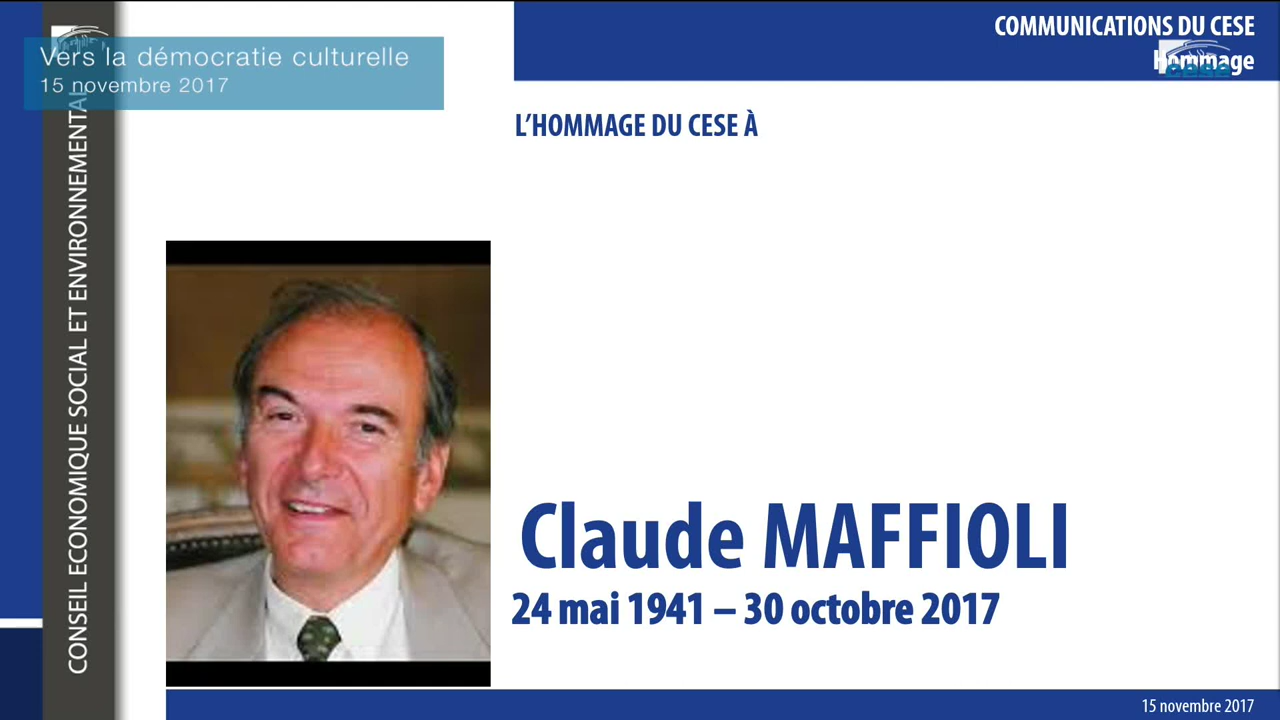 COMMUNICATIONS DU CESE
Hommage
cese
Vers la démocratie culturelle
15 novembre 2017
CONSEIL ECONOMIQUE SOCIAL ET ENVIRONNEMENTAL
L’HOMMAGE DU CESE À
Claude MAFFIOLI
24 mai 1941 – 30 octobre 2017
15 novembre 2017